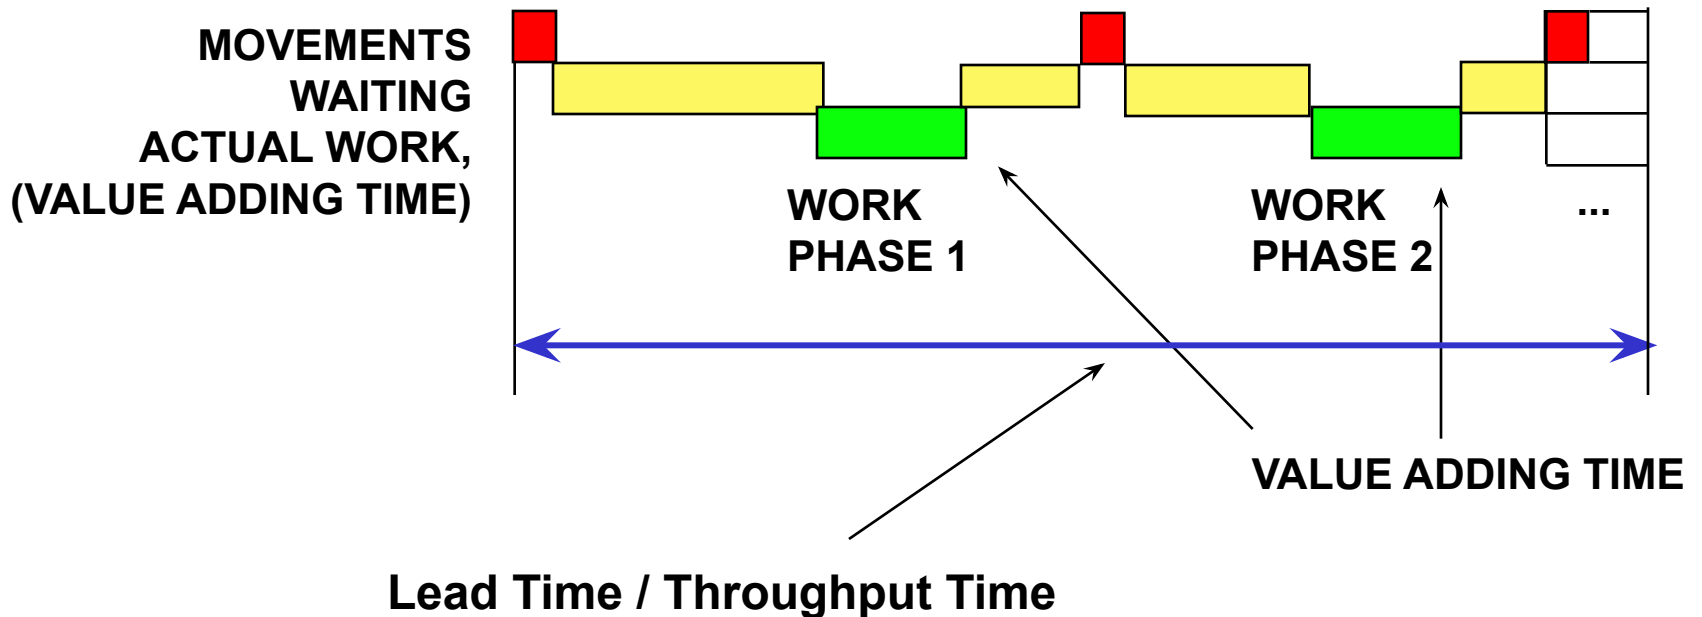 MOVEMENTS
WAITING
ACTUAL WORK,
(VALUE ADDING TIME)
WORK
PHASE 1
WORK
PHASE 2
...
VALUE ADDING TIME
Lead Time / Throughput Time